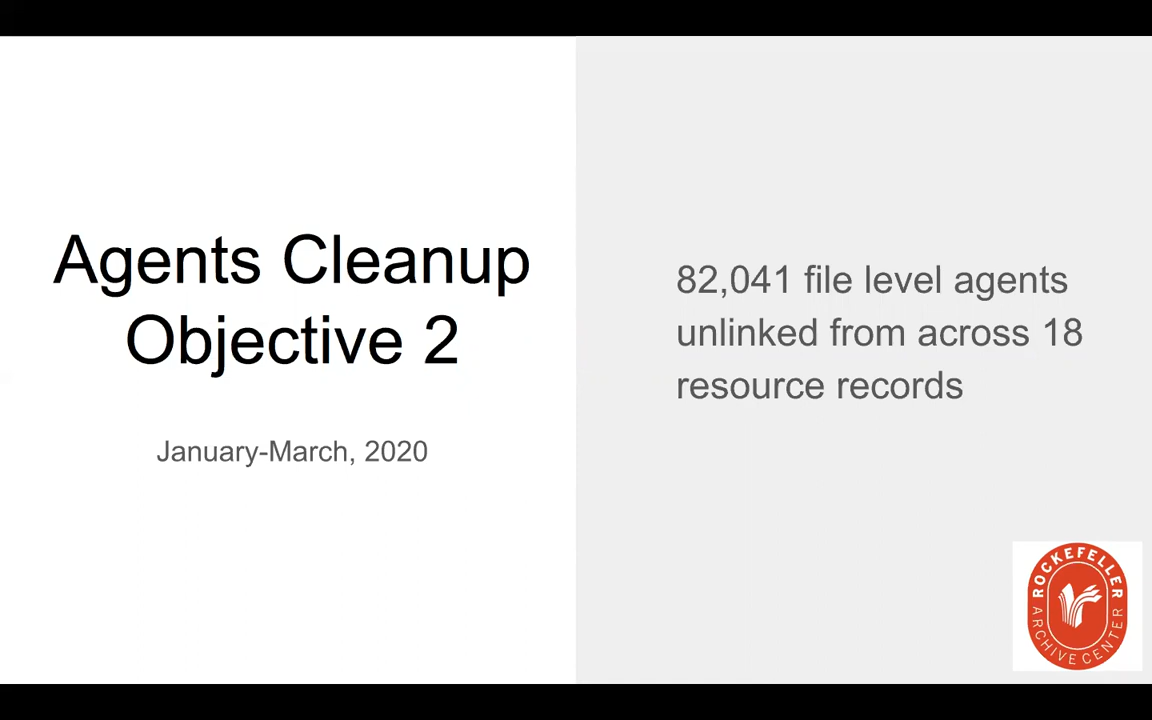 Agents Cleanup
Objective 2
January-March, 2020
82,041 file level agents
unlinked from across 18
resource records
ROCKEFELLER
ARCHIVE CENTER